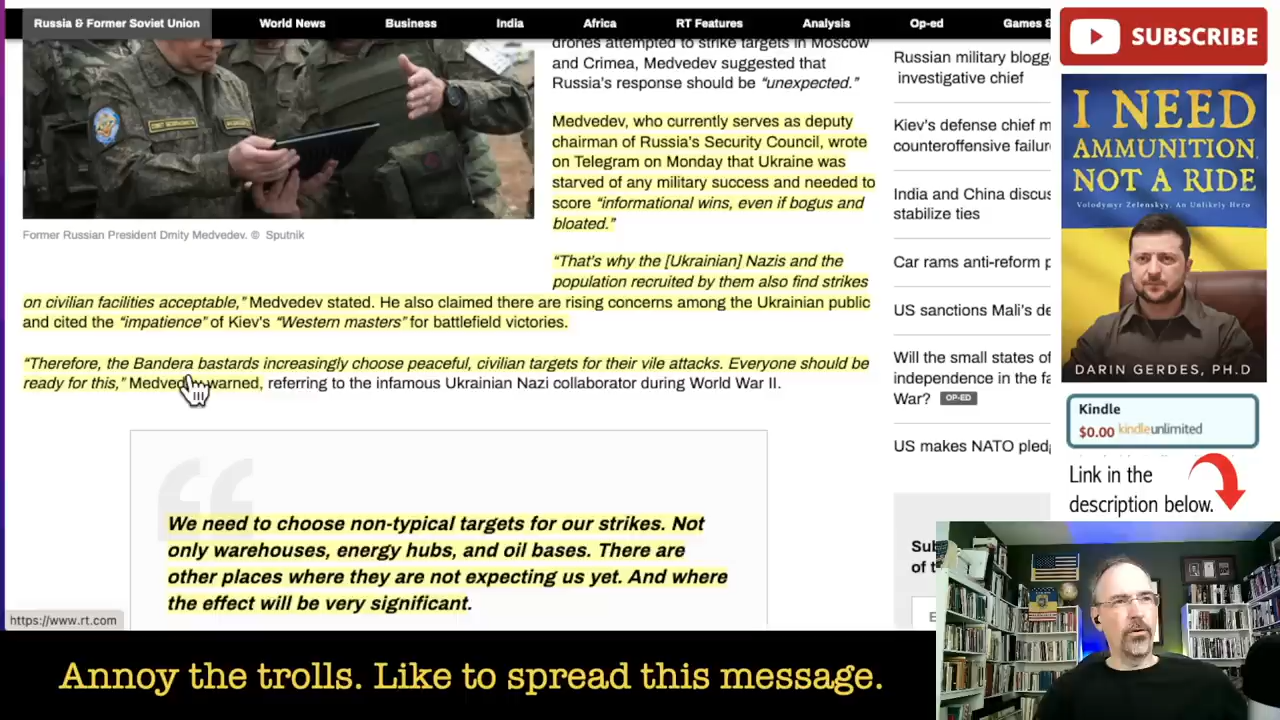 Russia & Former Soviet Union
World News
Business
India
Africa
RT Features
Analysis
Op-ed
Games &
drones attempted to strike targets in Moscow
and Crimea, Medvedev suggested that
Russia's response should be “unexpected.”
Medvedev, who currently serves as deputy
chairman of Russia's Security Council, wrote
on Telegram on Monday that Ukraine was
starved of any military success and needed to
score “informational wins, even if bogus and
bloated.”
Former Russian President Dmity Medvedev. © Sputnik
“That's why the [Ukrainian] Nazis and the
population recruited by them also find strikes
on civilian facilities acceptable,” Medvedev stated. He also claimed there are rising concerns among the Ukrainian public
and cited the “impatience” of Kiev's “Western masters” for battlefield victories.
“Therefore, the Bandera bastards increasingly choose peaceful, civilian targets for their vile attacks. Everyone should be
ready for this,” warned, referring to the infamous Ukrainian Nazi collaborator during World War II.
We need to choose non-typical targets for our strikes. Not
only warehouses, energy hubs, and oil bases. There are
other places where they are not expecting us yet. And where
the effect will be very significant.
https://www.rt.com
Russian military blogg
investigative chief
Kiev's defense chief m
counteroffensive failur
India and China discus
stabilize ties
Car rams anti-reform p
US sanctions Mali's de
Will the small states of
independence in the fa
War? OP-ED
US makes NATO pledg
Sub
of t
E
SUBSCRIBE
I NEED
AMMUNITION,
NOT A RIDE
Volodymyr Zelenskyy, An Unlikely Hero
DARIN GERDES, PH.D
Kindle
$0.00 kindleunlimited
Link in the
description below.
Annoy the trolls. Like to spread this message.